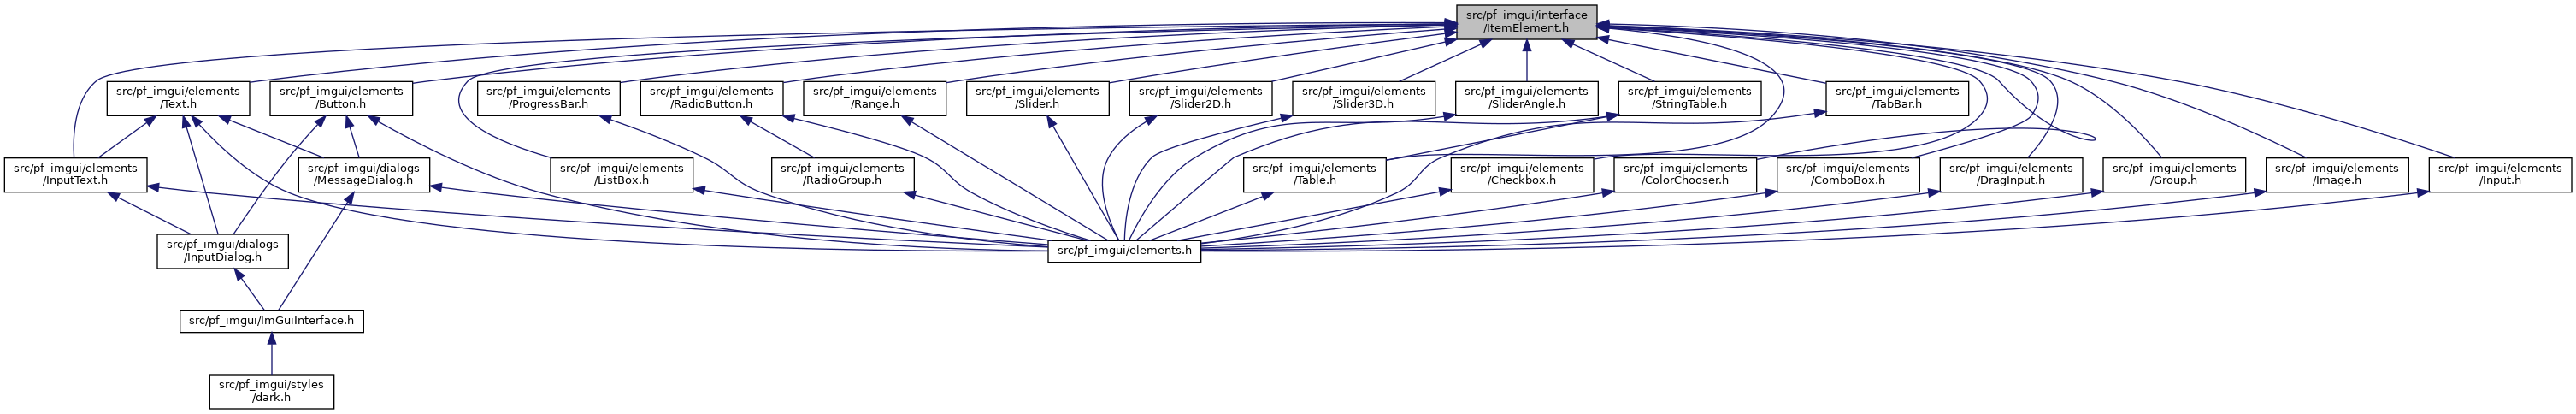 src/pf_imgui/interface
/ItemElement.h
src/pf_imgui/elements
/Text.h
src/pf_imgui/elements
/Button.h
src/pf_imgui/elements
/ProgressBar.h
src/pf_imgui/elements
/RadioButton.h
src/pf_imgui/elements
/Range.h
src/pf_imgui/elements
/Slider.h
src/pf_imgui/elements
/Slider2D.h
src/pf_imgui/elements
/Slider3D.h
src/pf_imgui/elements
/SliderAngle.h
src/pf_imgui/elements
/StringTable.h
src/pf_imgui/elements
/TabBar.h
src/pf_imgui/elements
/InputText.h
src/pf_imgui/dialogs
/MessageDialog.h
src/pf_imgui/elements
/ListBox.h
src/pf_imgui/elements
/RadioGroup.h
src/pf_imgui/elements
/Table.h
src/pf_imgui/elements
/Checkbox.h
src/pf_imgui/elements
/ColorChooser.h
src/pf_imgui/elements
/ComboBox.h
src/pf_imgui/elements
/DragInput.h
src/pf_imgui/elements
/Group.h
src/pf_imgui/elements
/Image.h
src/pf_imgui/elements
/Input.h
src/pf_imgui/dialogs
/InputDialog.h
src/pf_imgui/elements.h
src/pf_imgui/ImGuiInterface.h
src/pf_imgui/styles
/dark.h